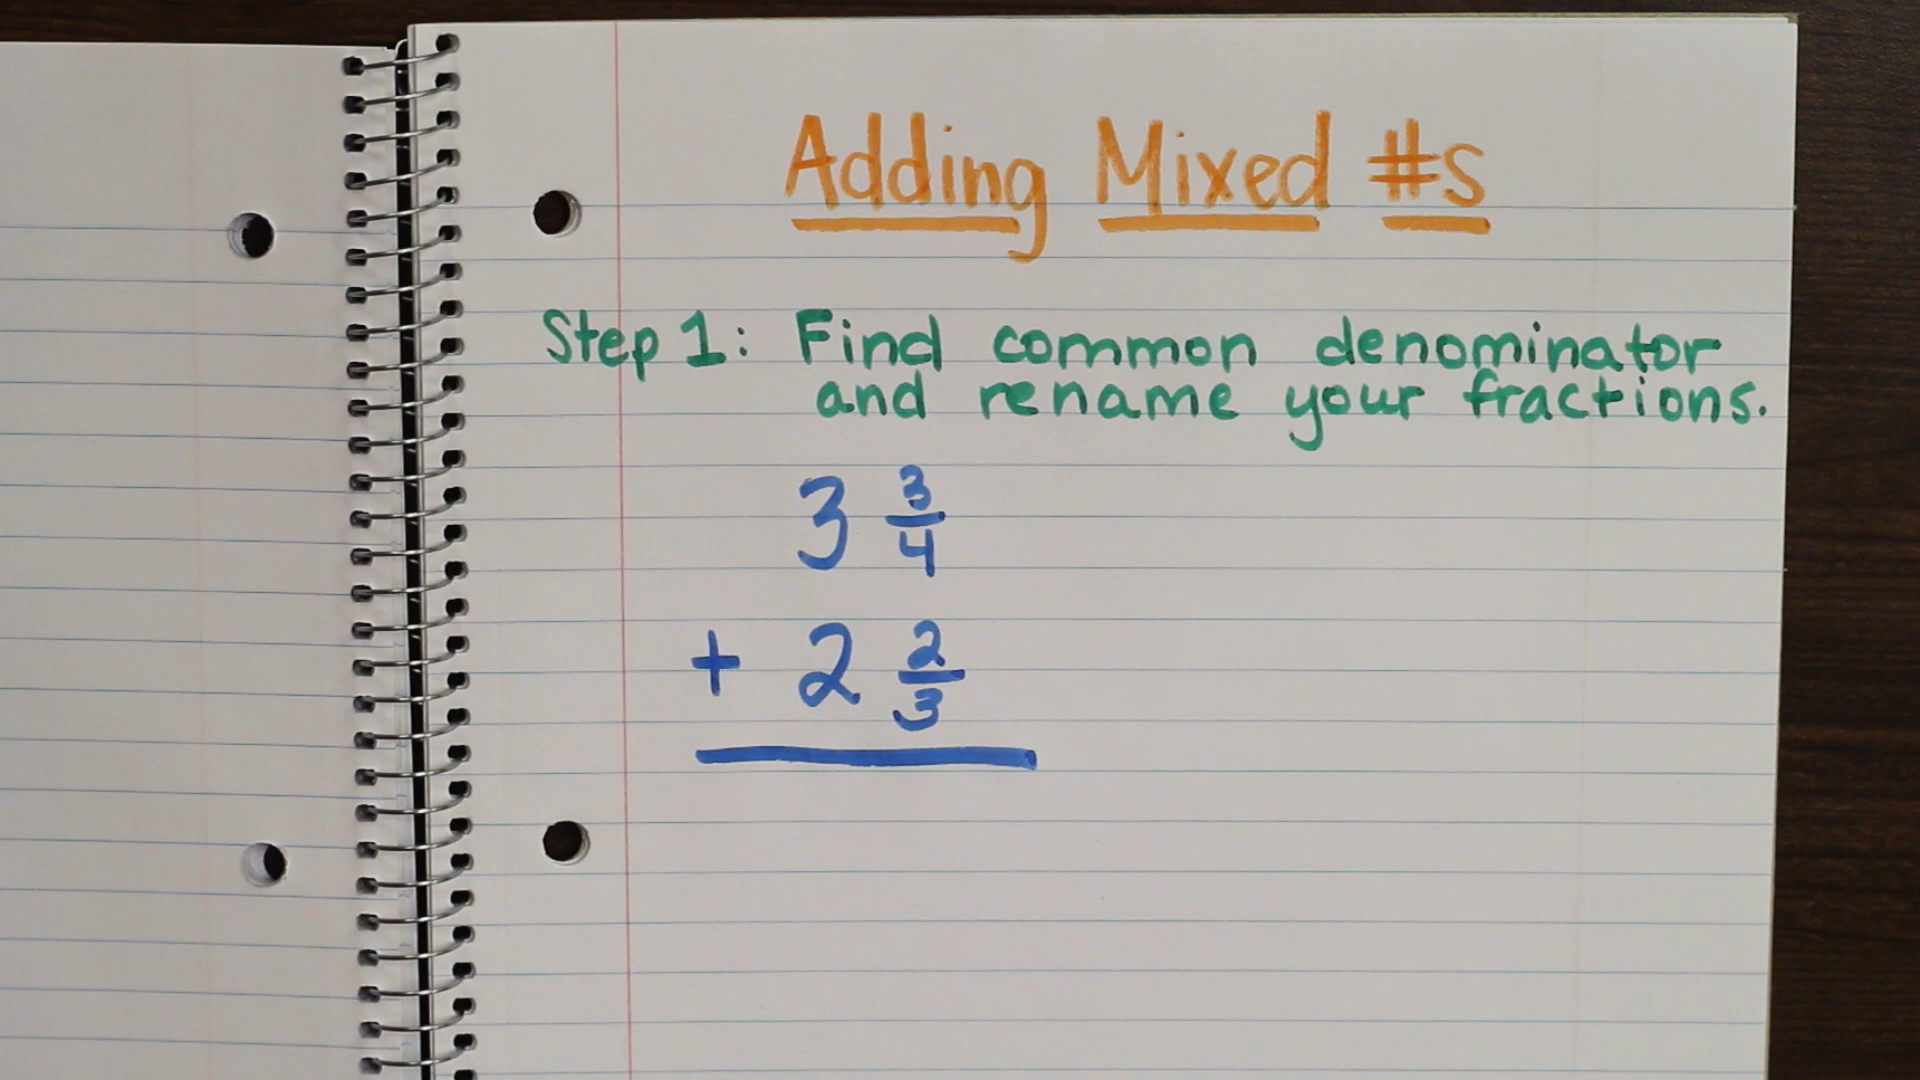 Adding Mixed #s
Step 1: Find common denominator
and rename your fractions.
3 3/4
+ 2 2/3